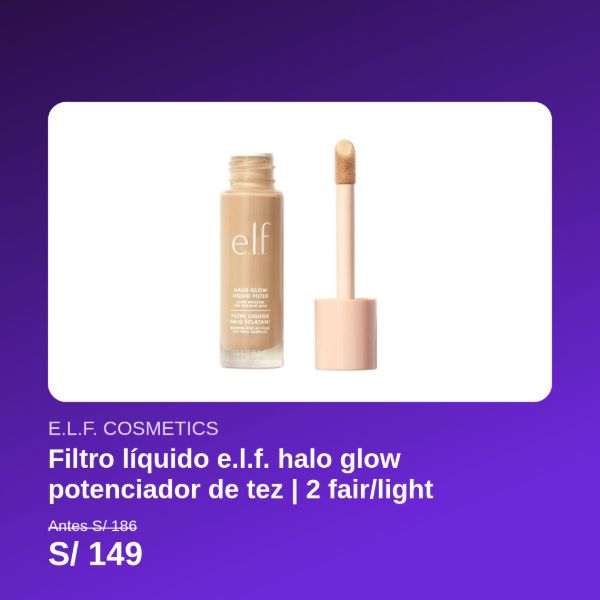 e.l.f.
HALO GLOW
LIQUID FILTER
FILTRE LIQUIDE
HALO ÉCLATANT
E.L.F. COSMETICS
Filtro líquido e.l.f. halo glow
potenciador de tez | 2 fair/light
Antes S/ 186
S/ 149